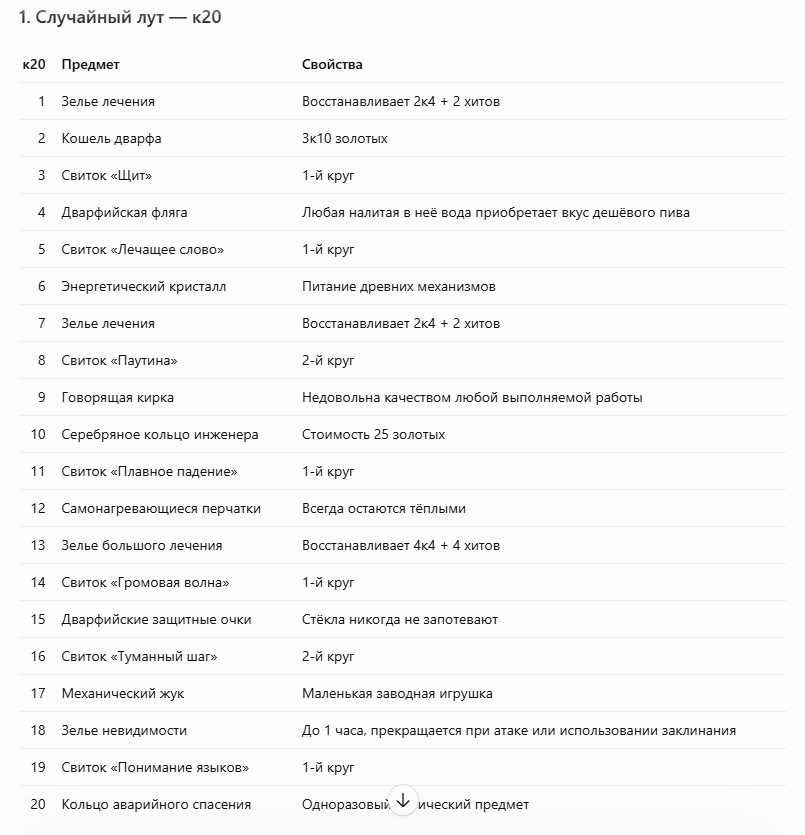 1. Случайный лут — к20
к20 Предмет Свойства
1 Зелье лечения Восстанавливает 2к4 + 2 хитов
2 Кошель дварфа 3к10 золотых
3 Свиток «Щит» 1-й круг
4 Дварфийская фляга Любая налитая в неё вода приобретает вкус дешёвого пива
5 Свиток «Лечащее слово» 1-й круг
6 Энергетический кристалл Питание древних механизмов
7 Зелье лечения Восстанавливает 2к4 + 2 хитов
8 Свиток «Паутина» 2-й круг
9 Говорящая кирка Недовольна качеством любой выполняемой работы
10 Серебряное кольцо инженера Стоимость 25 золотых
11 Свиток «Плавное падение» 1-й круг
12 Самонагревающиеся перчатки Всегда остаются тёплыми
13 Зелье большого лечения Восстанавливает 4к4 + 4 хитов
14 Свиток «Громовая волна» 1-й круг
15 Дварфийские защитные очки Стёкла никогда не запотевают
16 Свиток «Туманный шаг» 2-й круг
17 Механический жук Маленькая заводная игрушка
18 Зелье невидимости До 1 часа, прекращается при атаке или использовании заклинания
19 Свиток «Понимание языков» 1-й круг
20 Кольцо аварийного спасения Одноразовый предмет